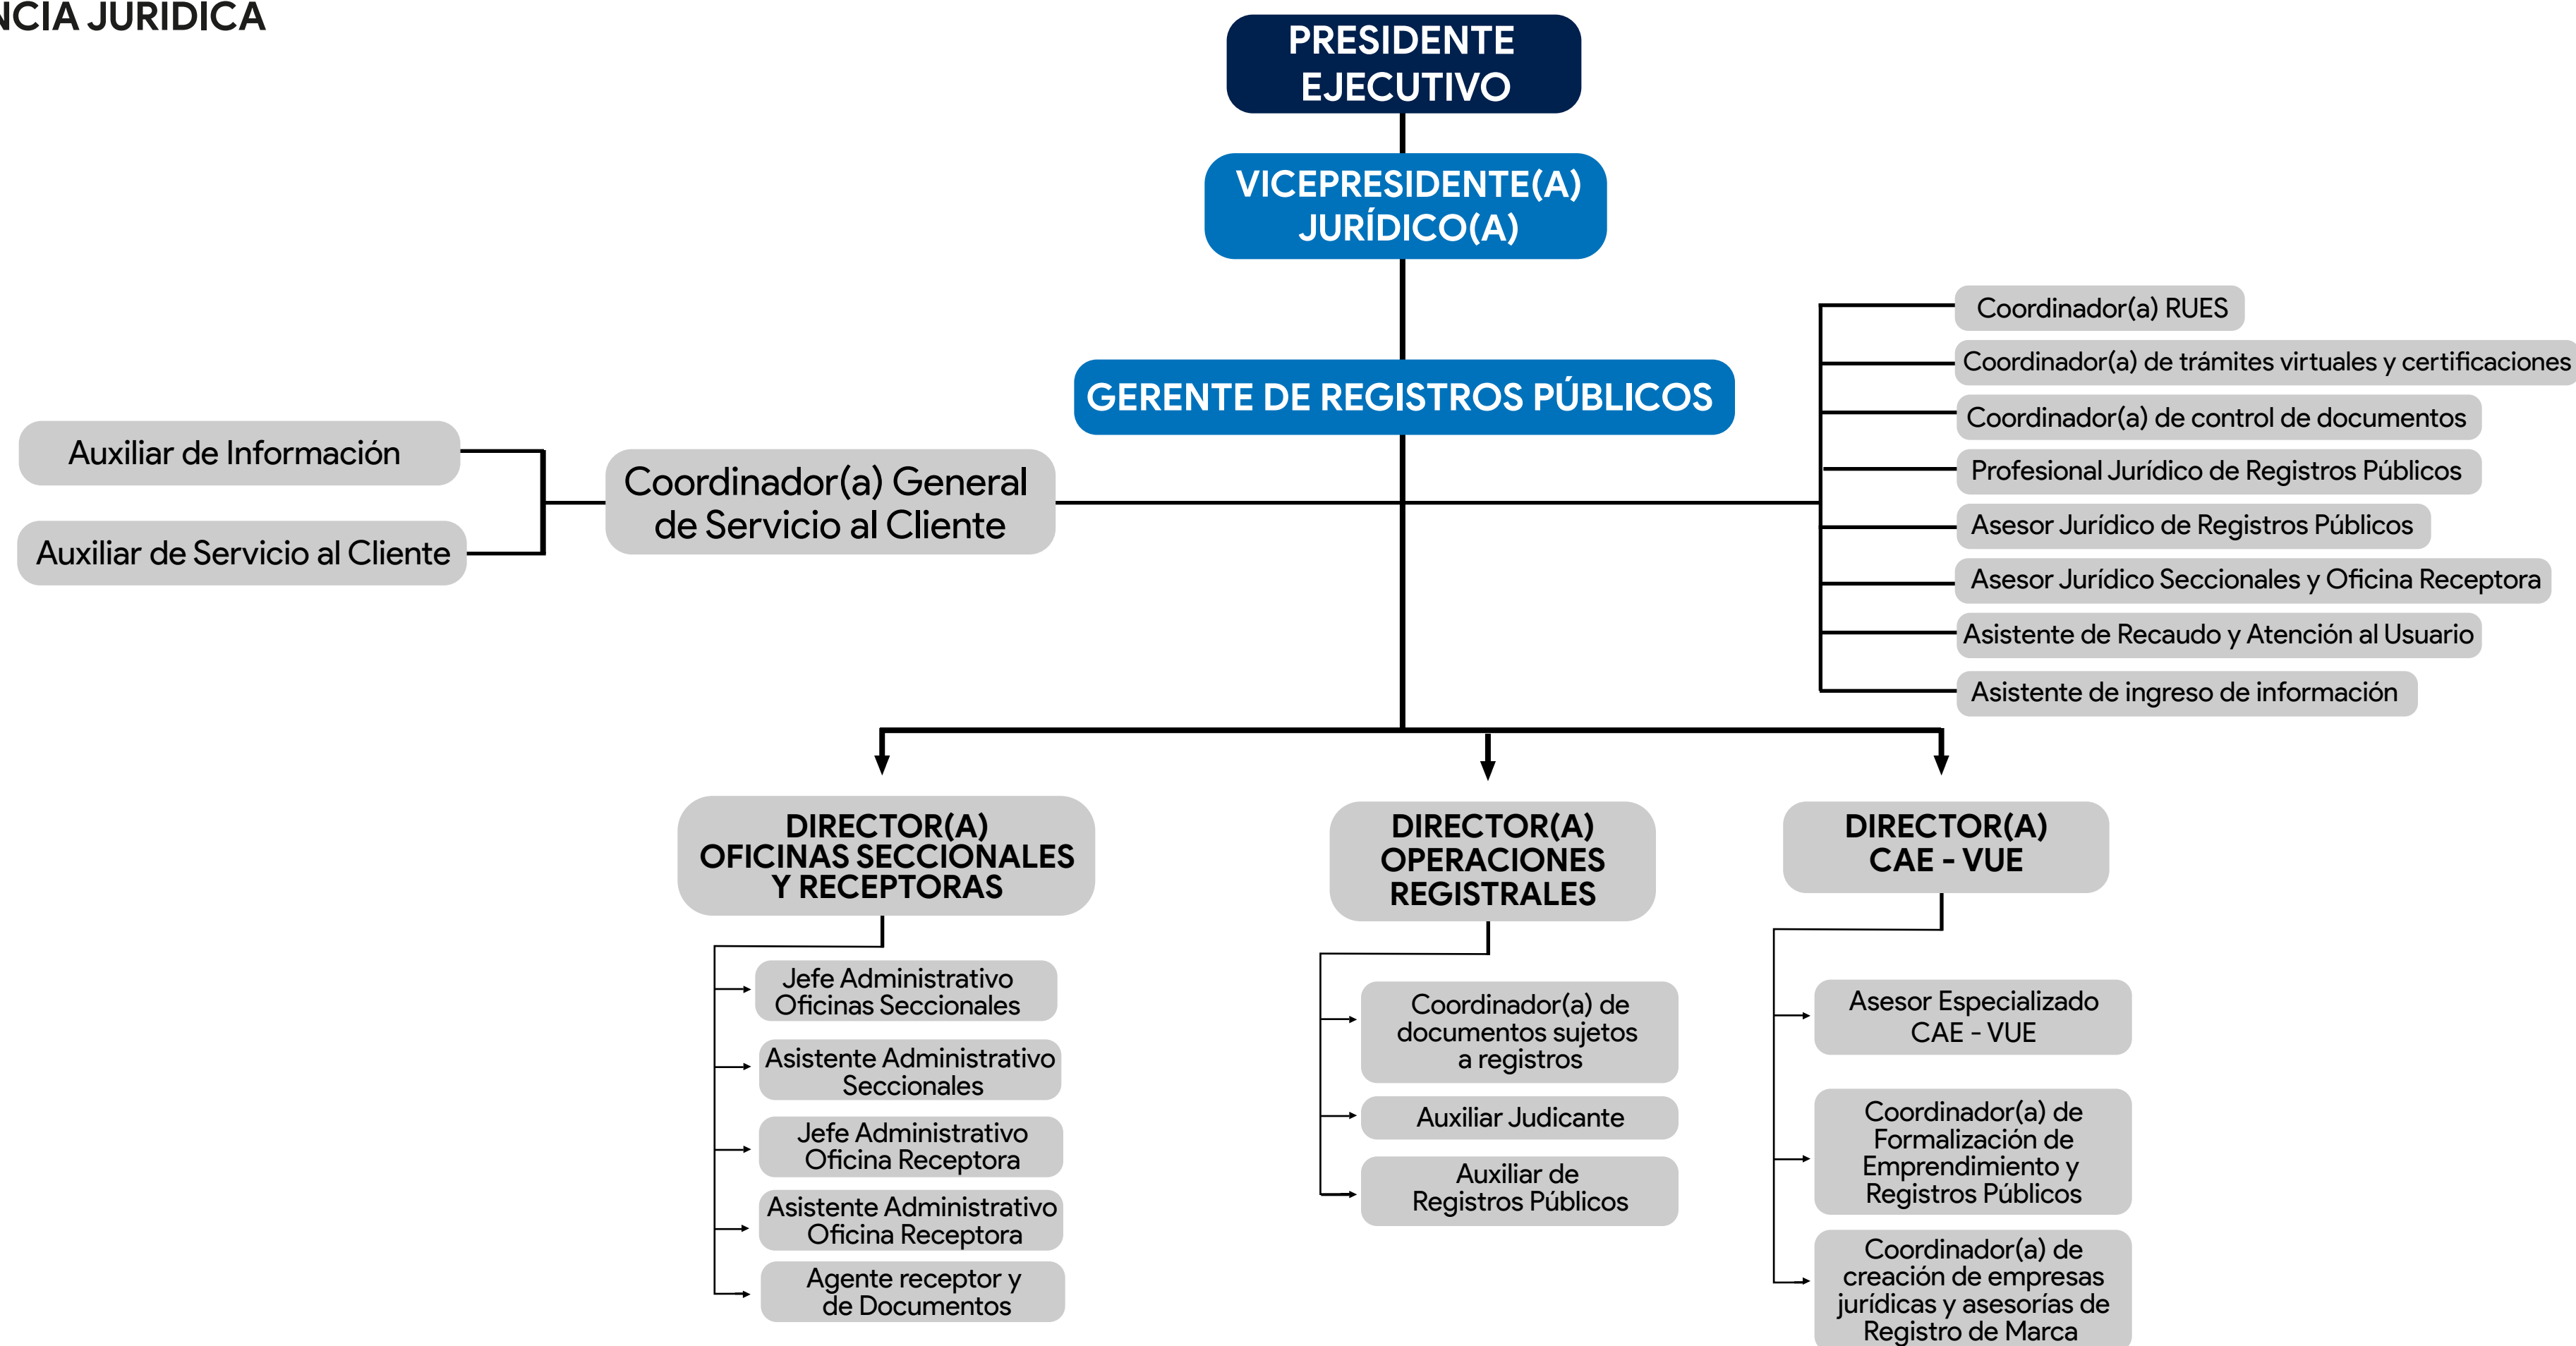 JURIDICA
PRESIDENTE
EJECUTIVO
VICEPRESIDENTE(A)
JURÍDICO(A)
GERENTE DE REGISTROS PÚBLICOS
Auxiliar de Información
Auxiliar de Servicio al Cliente
Coordinador(a) General
de Servicio al Cliente
Coordinador(a) RUES
Coordinador(a) de trámites virtuales y certificaciones
Coordinador(a) de control de documentos
Profesional Jurídico de Registros Públicos
Asesor Jurídico de Registros Públicos
Asesor Jurídico Seccionales y Oficina Receptora
Asistente de Recaudo y Atención al Usuario
Asistente de ingreso de información
DIRECTOR(A)
OFICINAS SECCIONALES
Y RECEPTORAS
Jefe Administrativo
Oficinas Seccionales
Asistente Administrativo
Seccionales
Jefe Administrativo
Oficina Receptora
Asistente Administrativo
Oficina Receptora
Agente receptor y
de Documentos
DIRECTOR(A)
OPERACIONES
REGISTRALES
Coordinador(a) de
documentos sujetos
a registros
Auxiliar Judicante
Auxiliar de
Registros Públicos
DIRECTOR(A)
CAE - VUE
Asesor Especializado
CAE - VUE
Coordinador(a) de
Formalización de
Emprendimiento y
Registros Públicos
Coordinador(a) de
creación de empresas
jurídicas y asesorías de
Registro de Marca